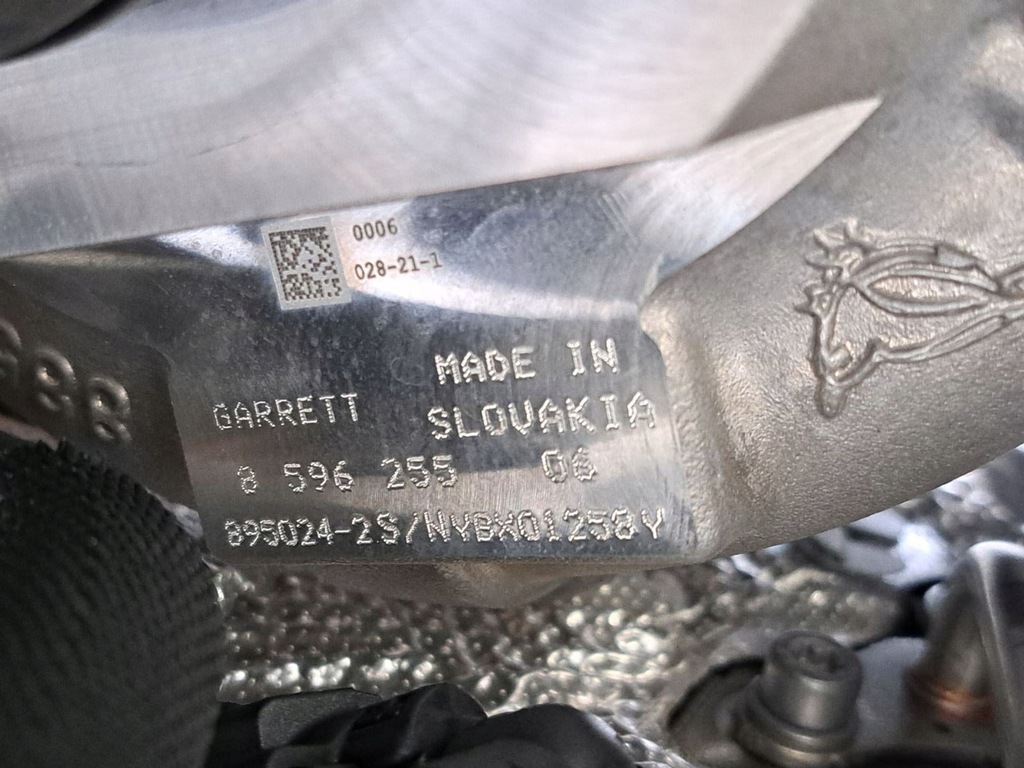 0006
028-21-1
MADE IN
GARRETT SLOVAKIA
8 596 255 06
895024-2S/NYBX01258Y